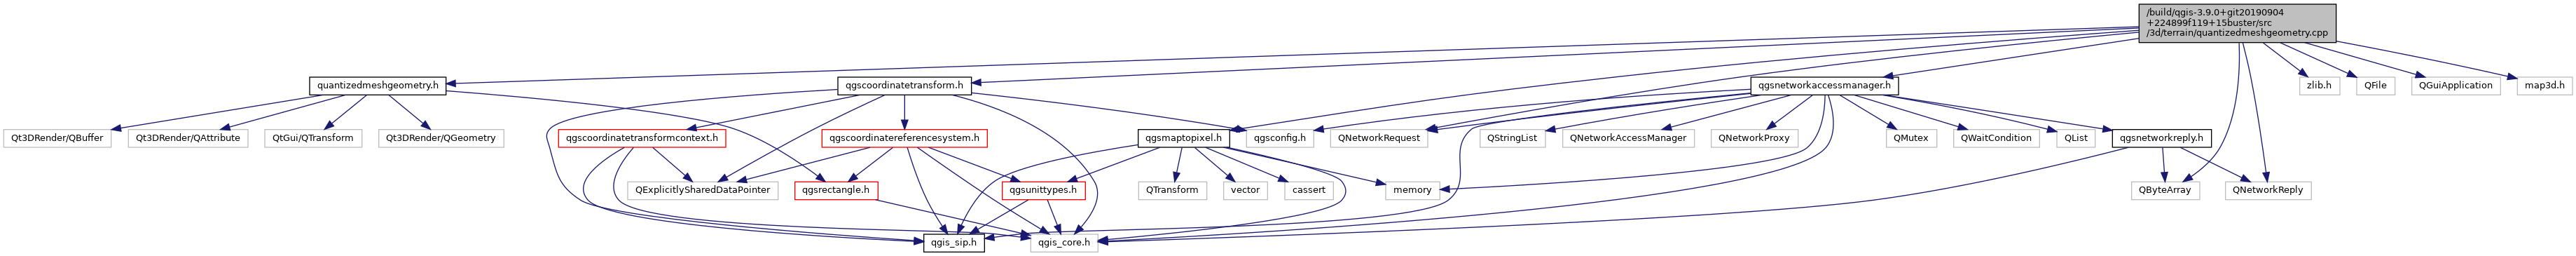 /build/qgis-3.9.0+git20190904
+224899f119+15buster/src
/3d/terrain/quantizedmeshgeometry.cpp
quantizedmeshgeometry.h
qgscoordinatetransform.h
qgsnetworkaccessmanager.h
zlib.h
QFile
QGuiApplication
map3d.h
Qt3DRender/QBuffer
Qt3DRender/QAttribute
QtGui/QTransform
Qt3DRender/QGeometry
qgscoordinatetransformcontext.h
qgscoordinatereferencesystem.h
qgsmaptopixel.h
qgsconfig.h
QNetworkRequest
QStringList
QNetworkAccessManager
QNetworkProxy
QMutex
QWaitCondition
QList
qgsnetworkreply.h
QExplicitlySharedDataPointer
qgsrectangle.h
qgsunittypes.h
QTransform
vector
cassert
memory
QByteArray
QNetworkReply
qgis_sip.h
qgis_core.h